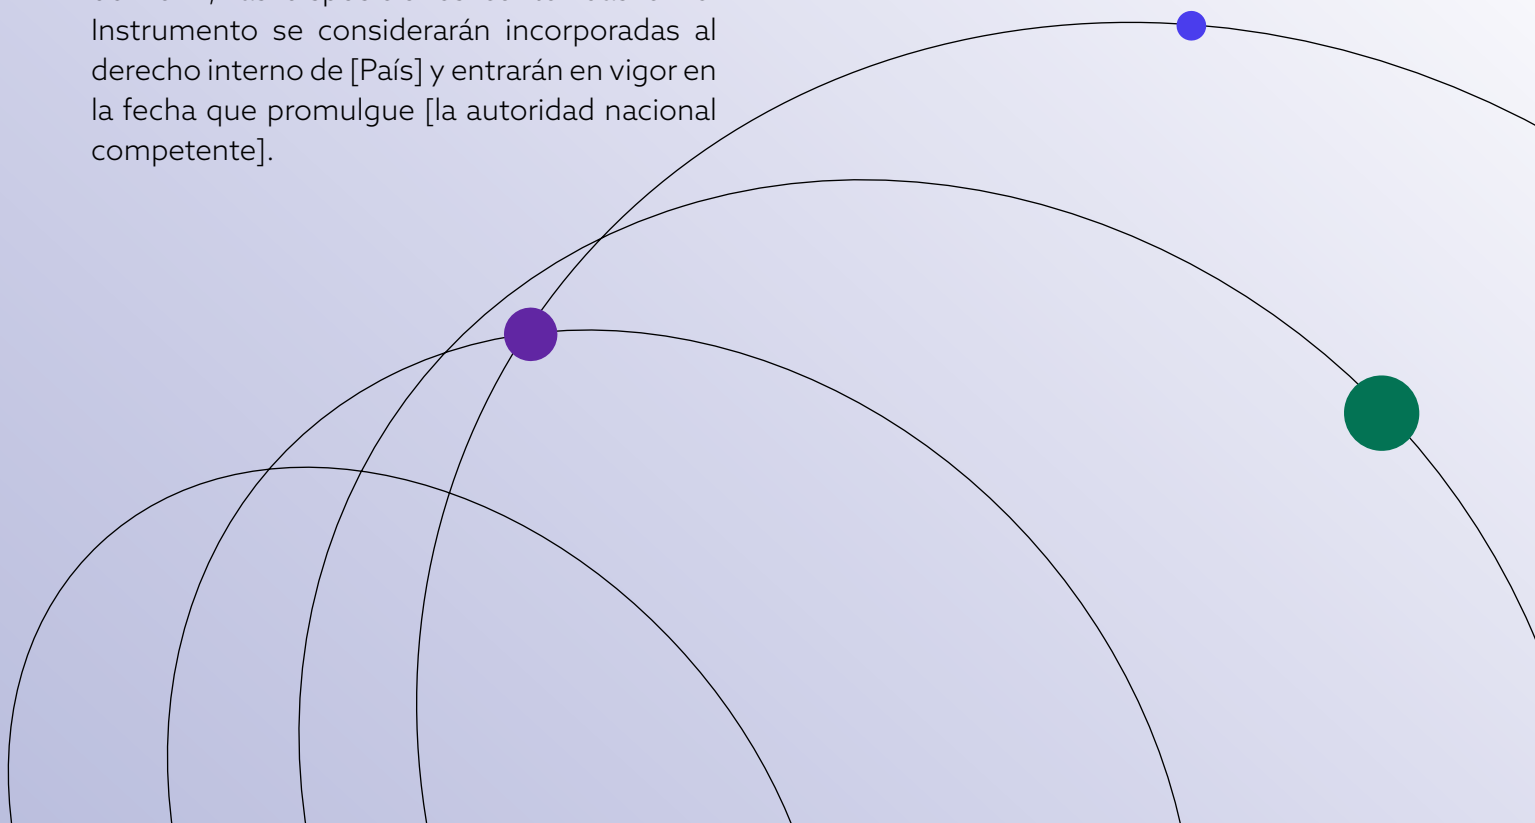 Instrumento se considerarán incorporadas al
derecho interno de [País] y entrarán en vigor en
la fecha que promulgue [la autoridad nacional
competente].